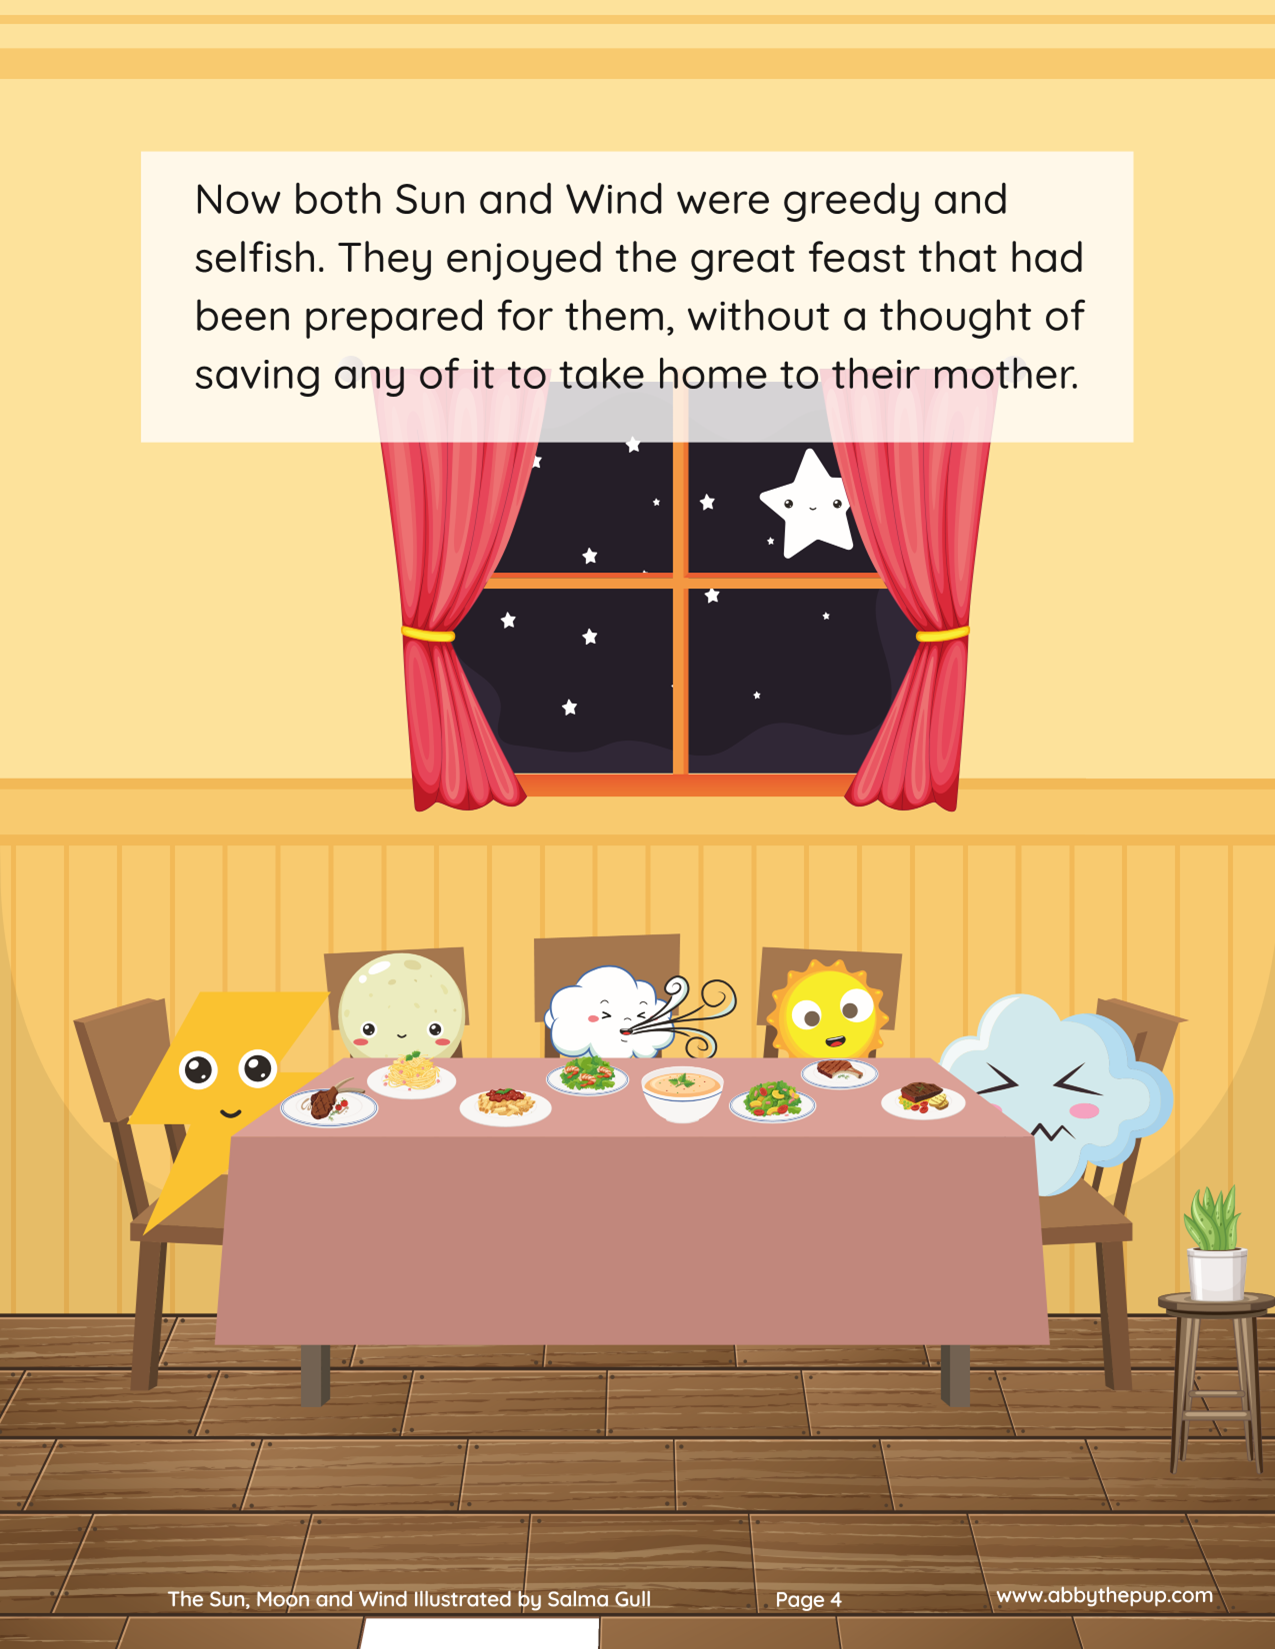 Now both Sun and Wind were greedy and
selfish. They enjoyed the great feast that had
been prepared for them, without a thought of
saving any of it to take home to their mother.
The Sun, Moon and Wind Illustrated by Salma Gull
Page 4
www.abbythepup.com